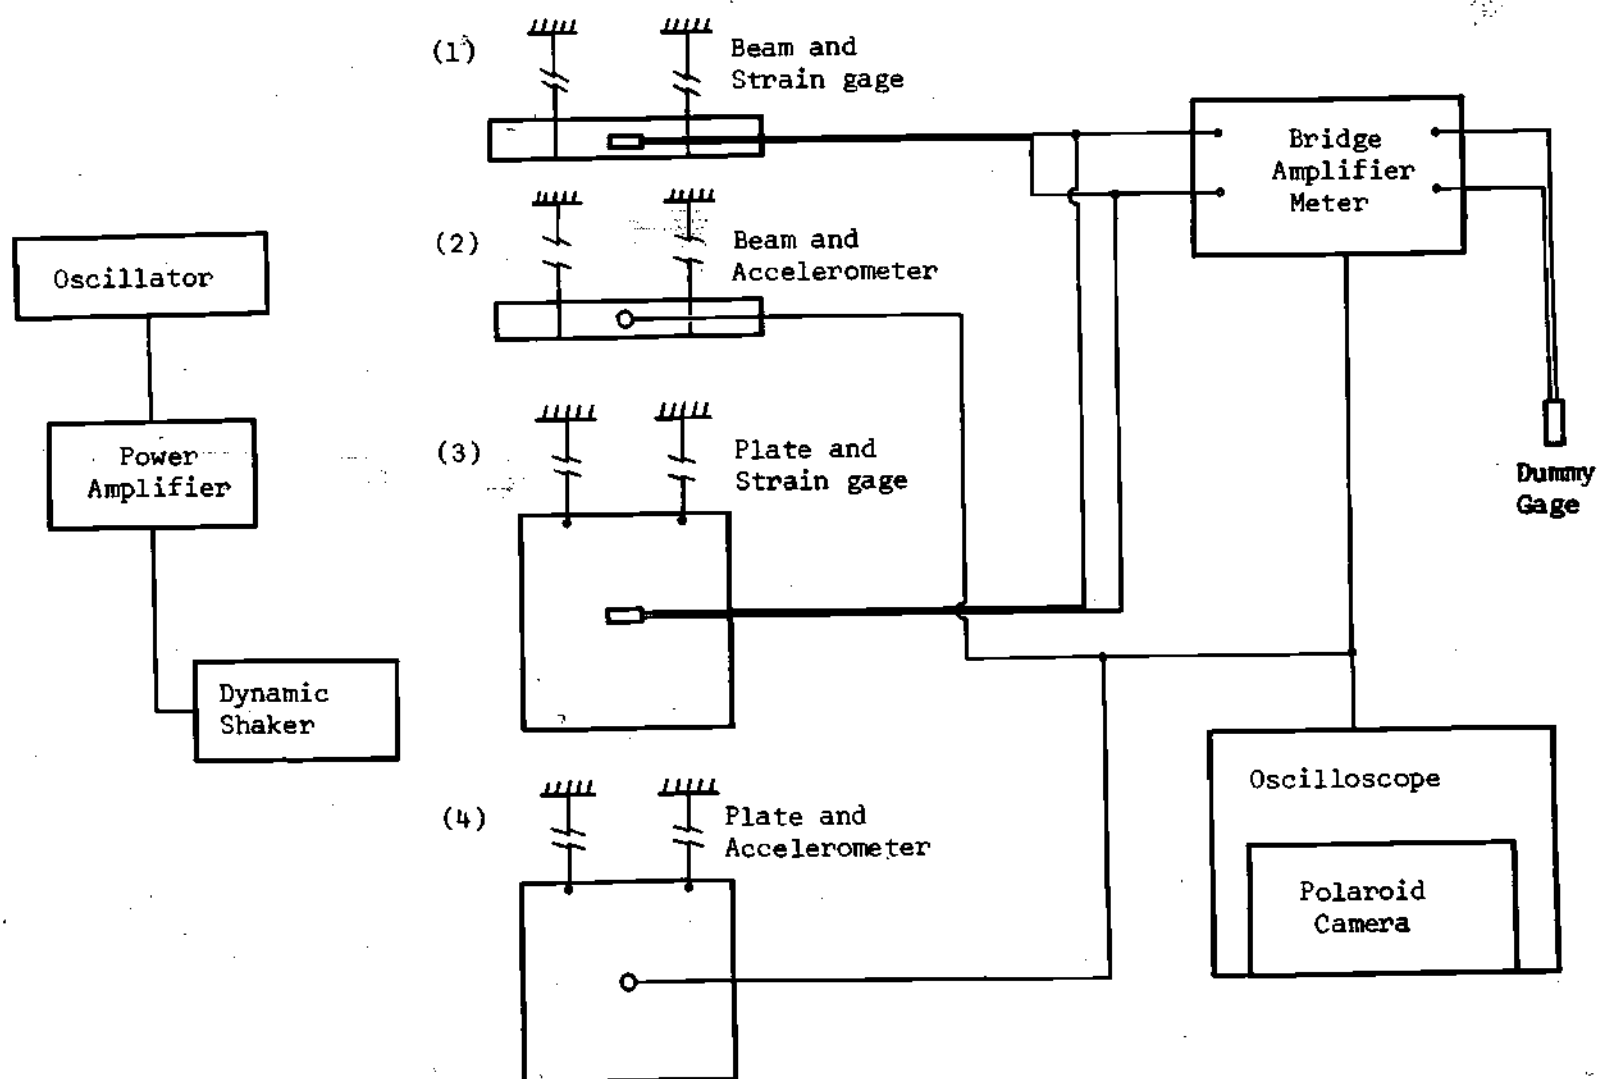 (1)
Beam and
Strain gage
Bridge
Amplifier
Meter
(2)
Beam and
Accelerometer
Oscillator
(3)
Plate and
Strain gage
Power
Amplifier
Dummy
Gage
Dynamic
Shaker
Oscilloscope
(4)
Plate and
Accelerometer
Polaroid
Camera